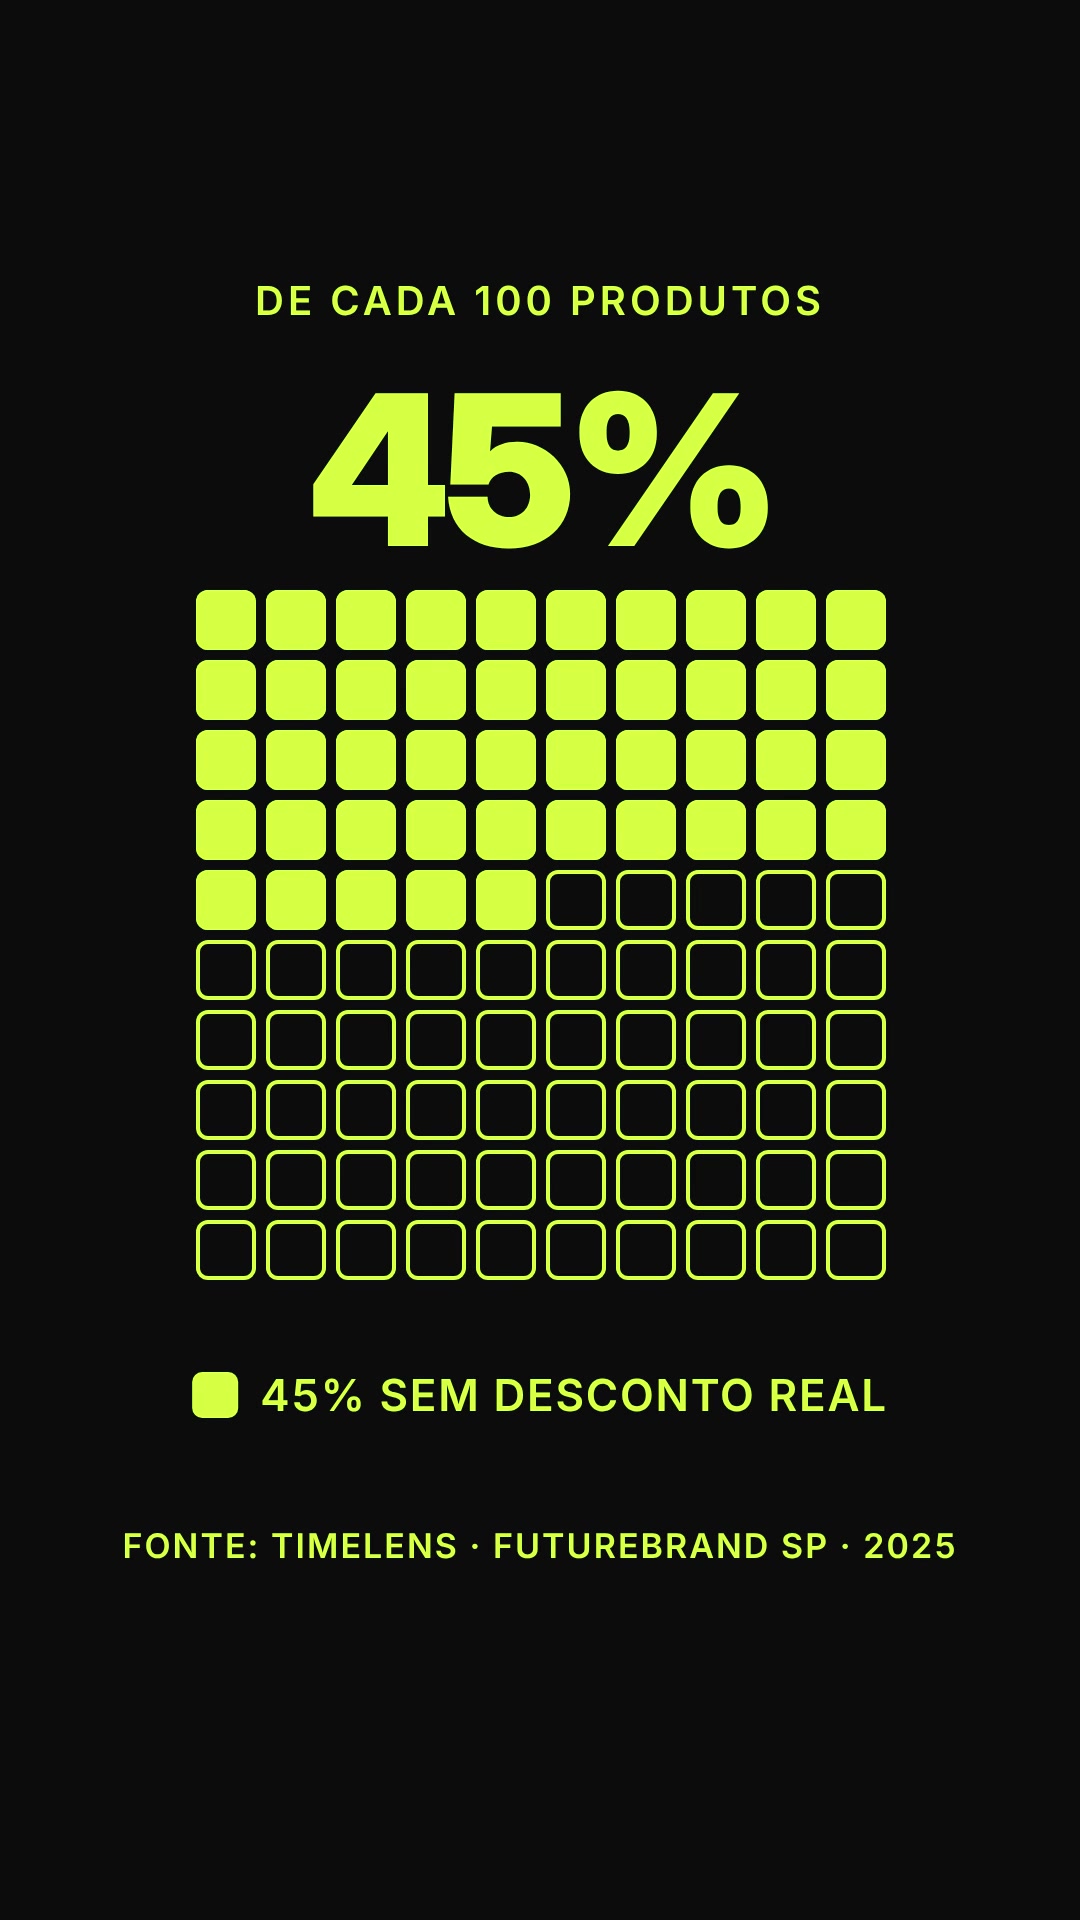 DE CADA 100 PRODUTOS
45%
45% SEM DESCONTO REAL
FONTE: TIMELENS · FUTUREBRAND SP · 2025